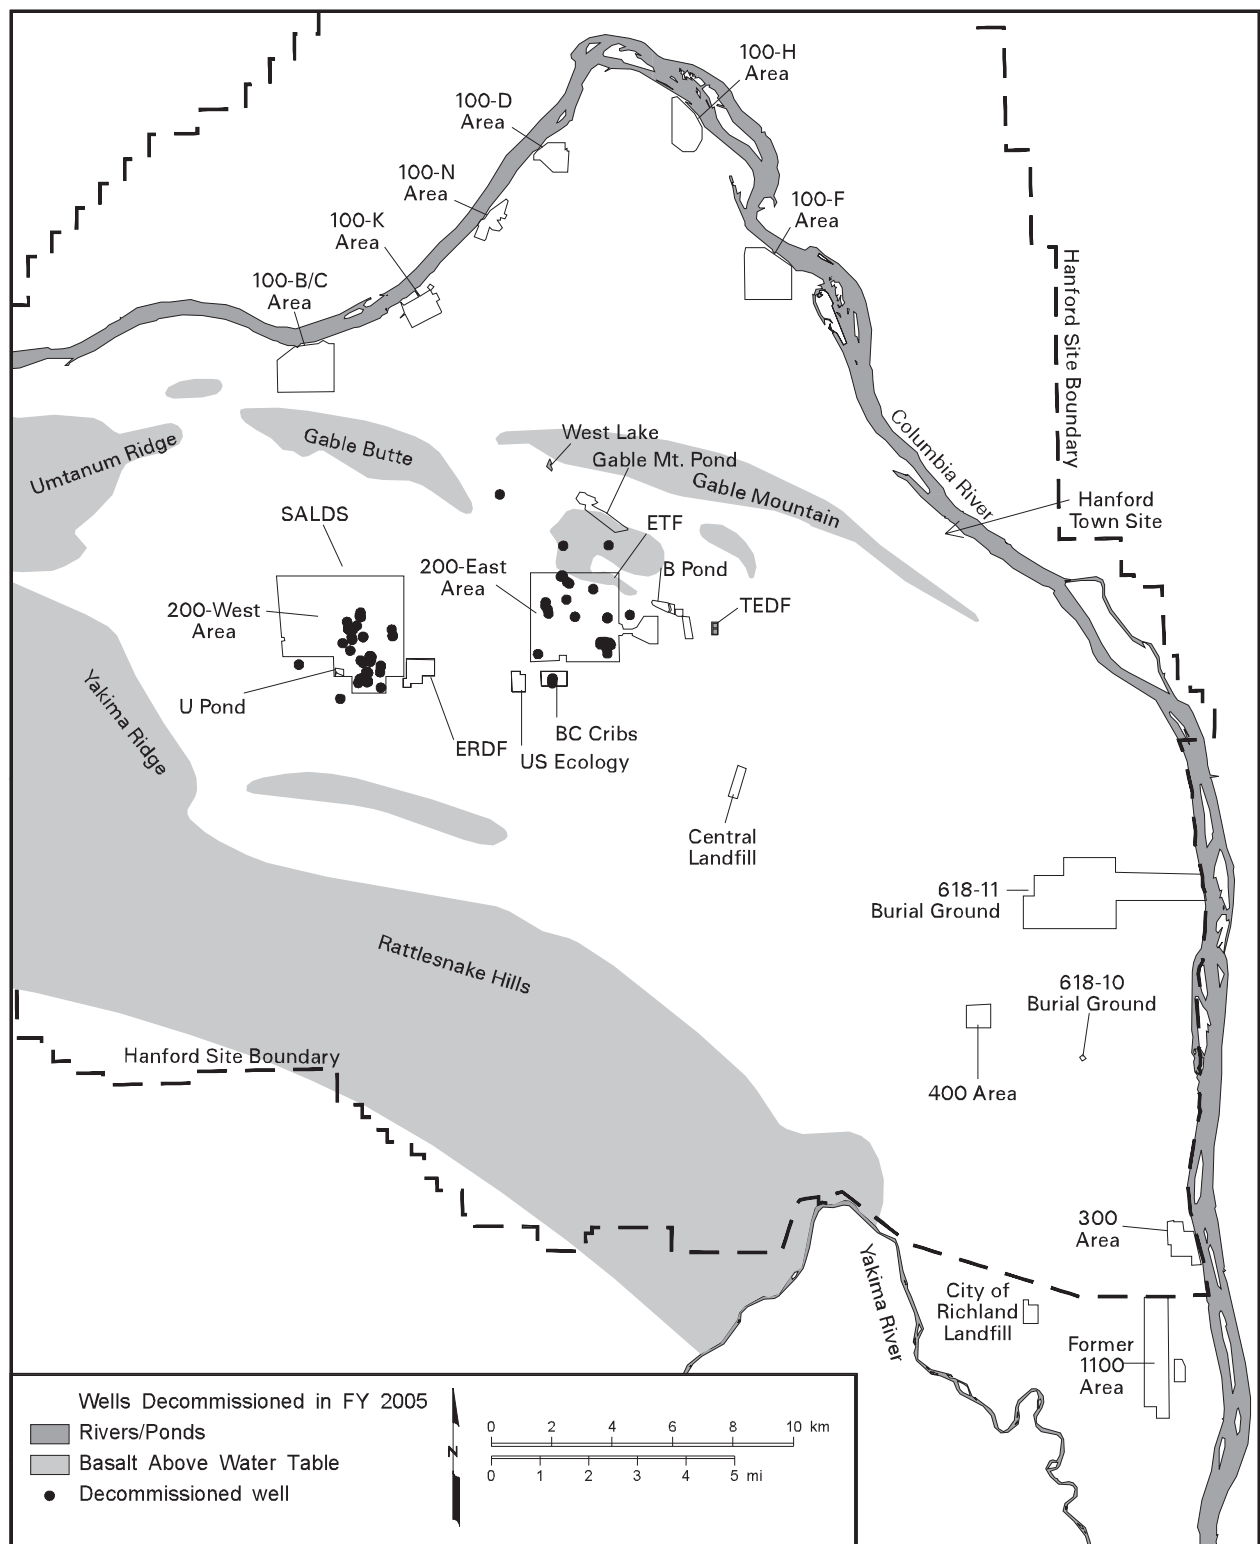 100-H
Area
100-D
Area
100-N
Area
100-F
Area
100-K
Area
100-B/C
Area
Hanford Site Boundary
Columbia River
West Lake
Gable Mt. Pond
Gable Butte
Umtanum Ridge
Gable Mountain
Hanford
Town Site
SALDS
ETF
200-East
Area
B Pond
TEDF
200-West
Area
U Pond
Yakima Ridge
ERDF
BC Cribs
US Ecology
Central
Landfill
618-11
Burial Ground
Rattlesnake Hills
618-10
Burial Ground
Hanford Site Boundary
400 Area
300
Area
Yakima River
City of
Richland
Landfill
Former
1100
Area
Wells Decommissioned in FY 2005
Rivers/Ponds
Basalt Above Water Table
Decommissioned well
N
0 2 4 6 8 10 km
0 1 2 3 4 5 mi